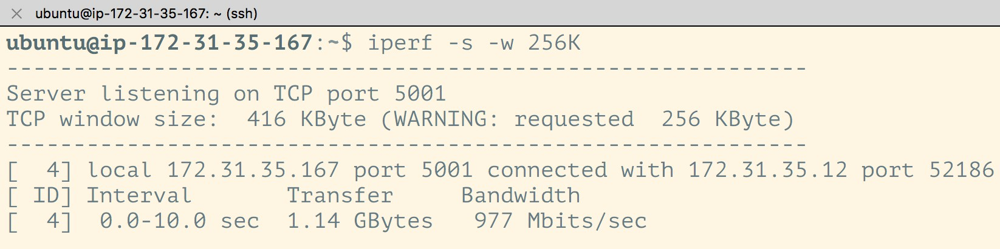 ubuntu@ip-172-31-35-167: ~ (ssh)
ubuntu@ip-172-31-35-167:~$ iperf -s -w 256K
------------------------------------------------------------
Server listening on TCP port 5001
TCP window size:  416 KByte (WARNING: requested  256 KByte)
------------------------------------------------------------
[  4] local 172.31.35.167 port 5001 connected with 172.31.35.12 port 52186
[ ID] Interval       Transfer     Bandwidth
[  4]  0.0-10.0 sec  1.14 GBytes   977 Mbits/sec